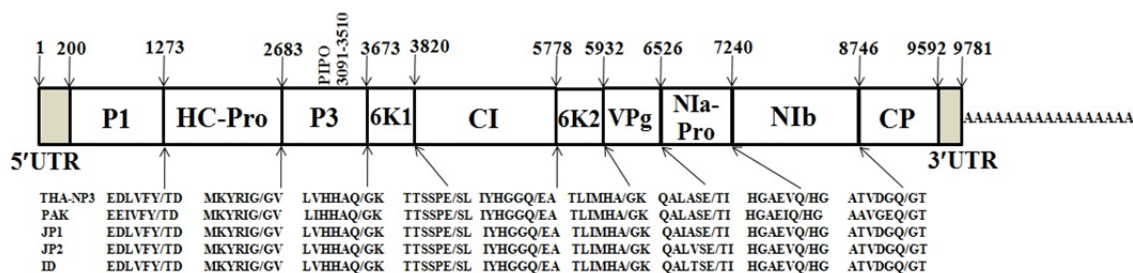 1 200 1273 2683 PIPO 3091-3510 3673 3820 5778 5932 6526 7240 8746 9592 9781
P1 HC-Pro P3 6K1 CI 6K2 VPg NIa-Pro NIb CP AAAAAAAAAAAAAAAAA
5'UTR 3'UTR
THA-NP3 EDLVFY/TD MKYRIG/GV LVHHAQ/GK TTSSPE/SL IYHGGQ/EA TLIMHA/GK QALASE/TI HGAEVQ/HG ATVDGQ/GT
PAK EEIVFY/TD MKYRIG/GV LIHHAQ/GK TTSSPE/SL IYHGGQ/EA TLIMHA/GK QALASE/TI HGAEIQ/HG AAVGEQ/GT
JP1 EDLVFY/TD MKYRIG/GV LVHHAQ/GK TTSSPE/SL IYHGGQ/EA TLIMHA/GK QAIASE/TI HGAEVQ/HG ATVDGQ/GT
JP2 EDLVFY/TD MKYRIG/GV LVHHAQ/GK TTSSPE/SL IYHGGQ/EA TLIMHA/GK QALVSE/TI HGAEVQ/HG ATVDGQ/GT
ID EDLVFY/TD MKYRIG/GV LVHHAQ/GK TTSSPE/SL IYHGGQ/EA TLIMHA/GK QALTSE/TI HGAEVQ/HG ATVDGQ/GT